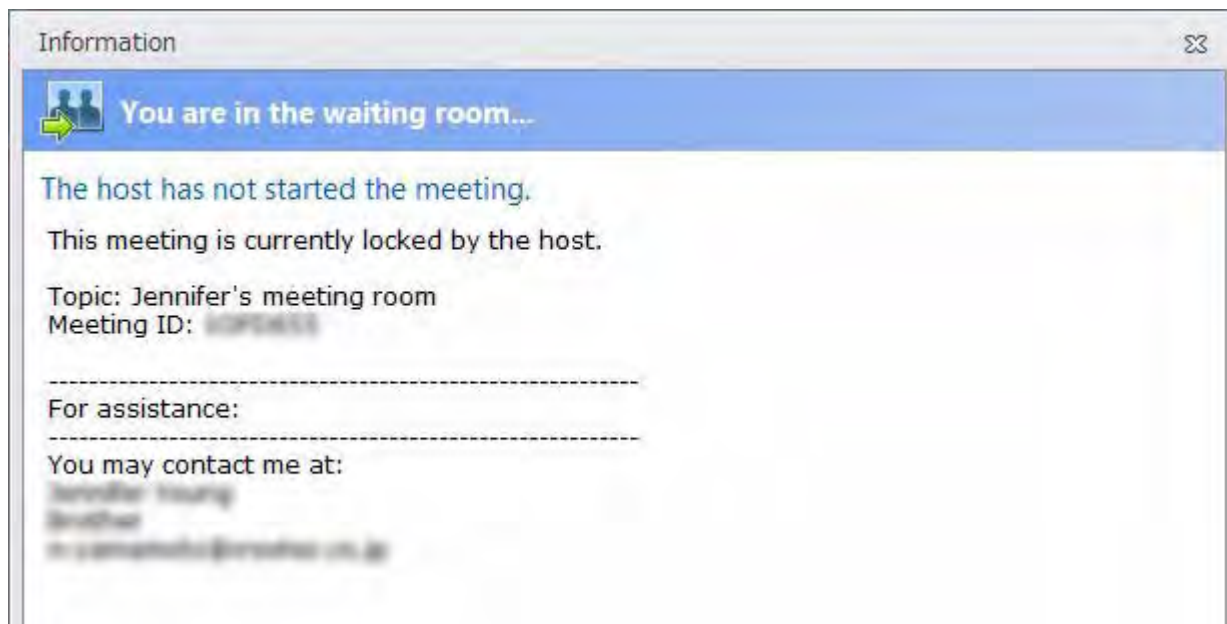 Information
You are in the waiting room...
The host has not started the meeting.
This meeting is currently locked by the host.
Topic: Jennifer's meeting room
Meeting ID:
-----------------------------------------------------------
For assistance:
-----------------------------------------------------------
You may contact me at: